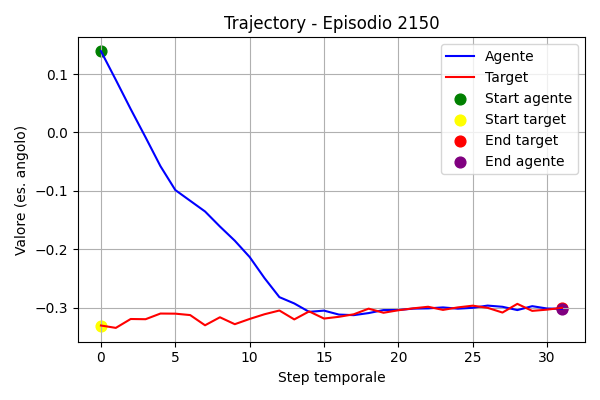 Trajectory - Episodio 2150
Valore (es. angolo)
0.1
0.0
−0.1
−0.2
−0.3
Agente
Target
Start agente
Start target
End target
End agente
0 5 10 15 20 25 30
Step temporale